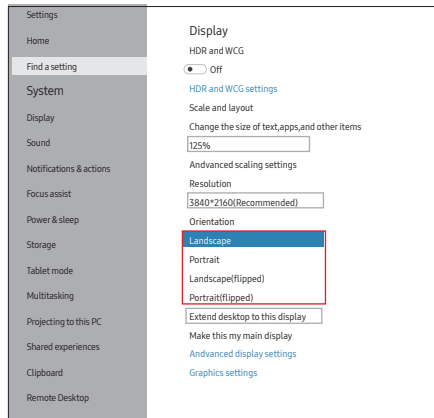 Settings
Home
Find a setting
System
Display
Sound
Notifications & actions
Focus assist
Power & sleep
Storage
Tablet mode
Multitasking
Projecting to this PC
Shared experiences
Clipboard
Remote Desktop
Display
HDR and WCG
Off
HDR and WCG settings
Scale and layout
Change the size of text,apps,and other items
125%
Andvanced scaling settings
Resolution
3840*2160(Recommended)
Orientation
Landscape
Portrait
Landscape(flipped)
Portrait(flipped)
Extend desktop to this display
Make this my main display
Andvanced display settings
Graphics settings